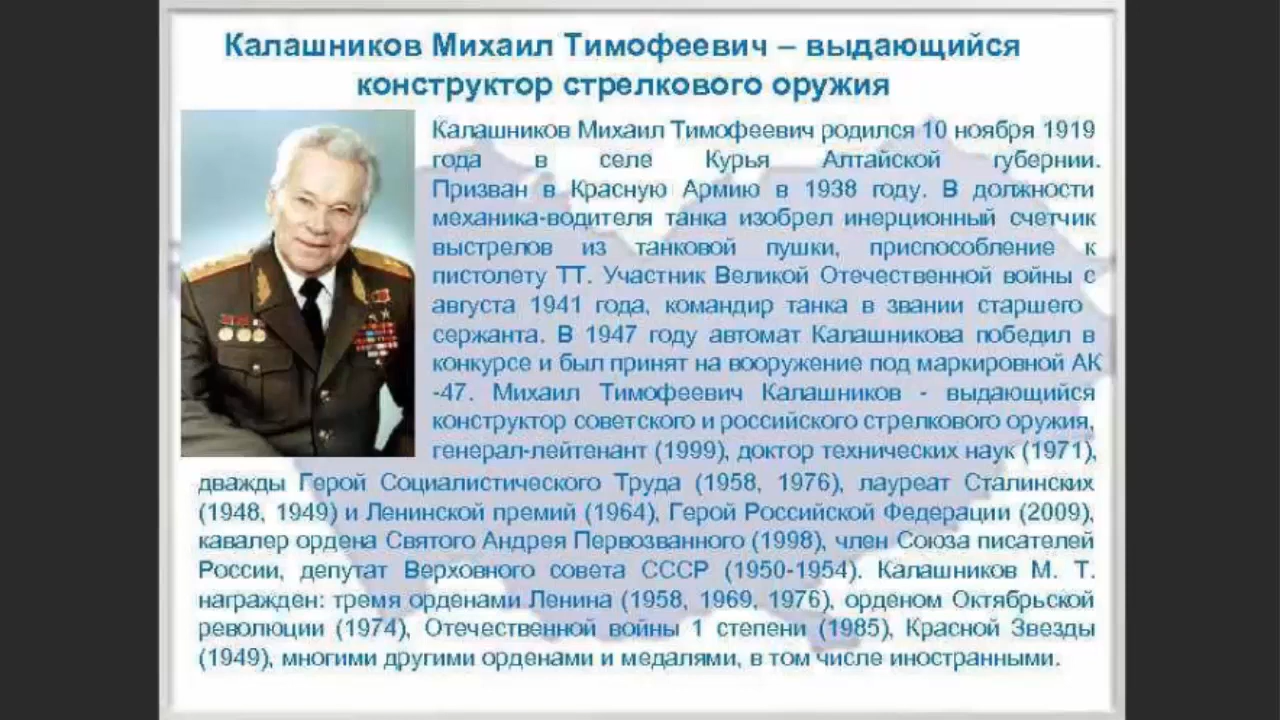 Калашников Михаил Тимофеевич – выдающийся
конструктор стрелкового оружия
Калашников Михаил Тимофеевич родился 10 ноября 1919
года в селе Курья Алтайской губернии.
Призван в Красную Армию в 1938 году. В должности
механика-водителя танка изобрел инерционный счетчик
выстрелов из танковой пушки, приспособление к
пистолету ТТ. Участник Великой Отечественной войны с
августа 1941 года, командир танка в звании старшего
сержанта. В 1947 году автомат Калашникова победил в
конкурсе и был принят на вооружение под маркировной АК
-47. Михаил Тимофеевич Калашников - выдающийся
конструктор советского и российского стрелкового оружия,
генерал-лейтенант (1999), доктор технических наук (1971),
дважды Герой Социалистического Труда (1958, 1976), лауреат Сталинских
(1948, 1949) и Ленинской премий (1964), Герой Российской Федерации (2009),
кавалер ордена Святого Андрея Первозванного (1998), член Союза писателей
России, депутат Верховного совета СССР (1950-1954). Калашников М. Т.
награжден: тремя орденами Ленина (1958, 1969, 1976), орденом Октябрьской
революции (1974), Отечественной войны 1 степени (1985), Красной Звезды
(1949), многими другими орденами и медалями, в том числе иностранными.